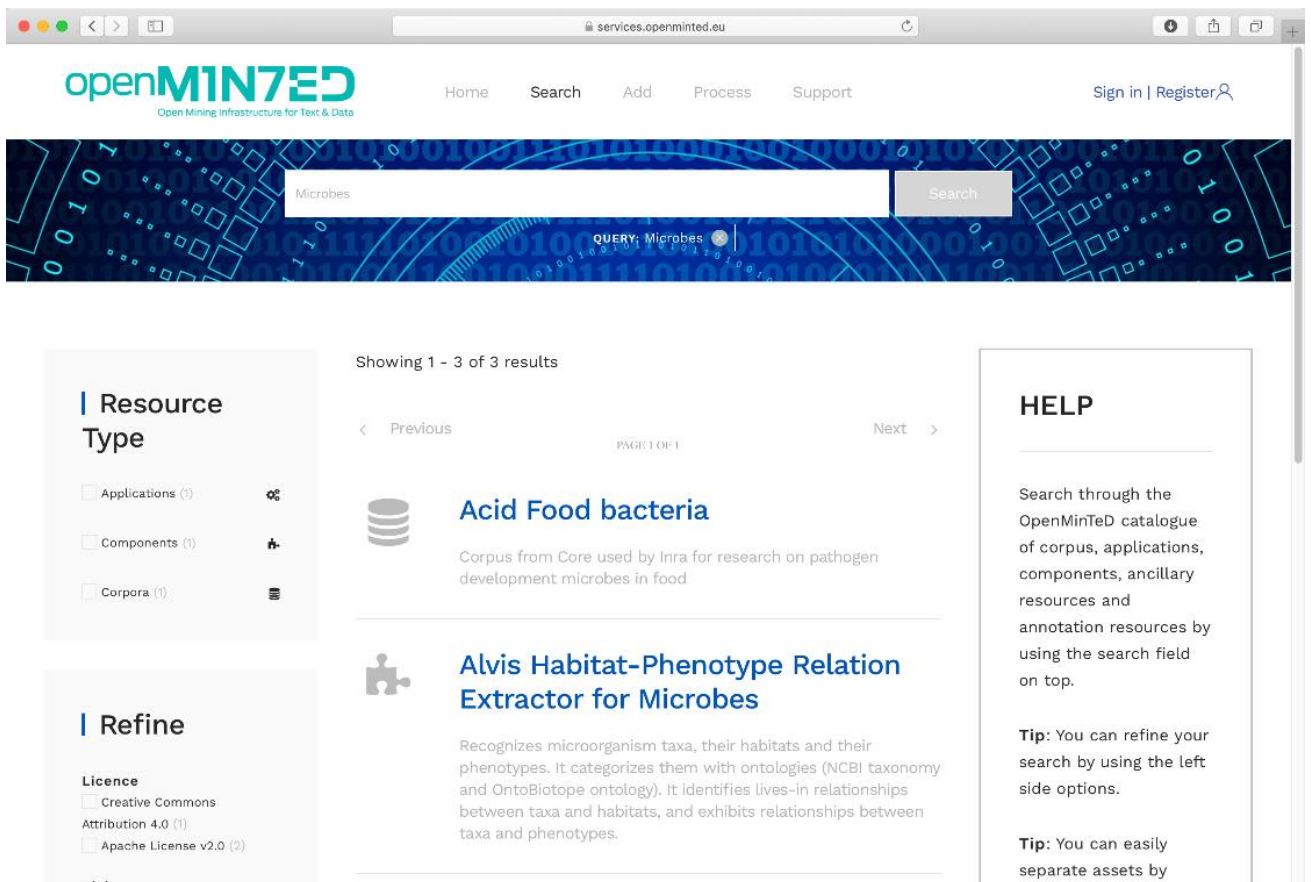 services.openminted.eu
openM1N7ED
Open Mining Infrastructure for Text & Data
Home Search Add Process Support
Sign in | Register
Microbes
Search
QUERY: Microbes
Resource
Type
Applications (1)
Components (1)
Corpora (1)
Refine
Licence
Creative Commons
Attribution 4.0 (1)
Apache License v2.0 (2)
Showing 1 - 3 of 3 results
< Previous
PAGE 1 OF 1
Next >
Acid Food bacteria
Corpus from Core used by Inra for research on pathogen
development microbes in food
Alvis Habitat-Phenotype Relation
Extractor for Microbes
Recognizes microorganism taxa, their habitats and their
phenotypes. It categorizes them with ontologies (NCBI taxonomy
and OntoBiotope ontology). It identifies lives-in relationships
between taxa and habitats, and exhibits relationships between
taxa and phenotypes.
HELP
Search through the
OpenMinTeD catalogue
of corpus, applications,
components, ancillary
resources and
annotation resources by
using the search field
on top.
Tip: You can refine your
search by using the left
side options.
Tip: You can easily
separate assets by